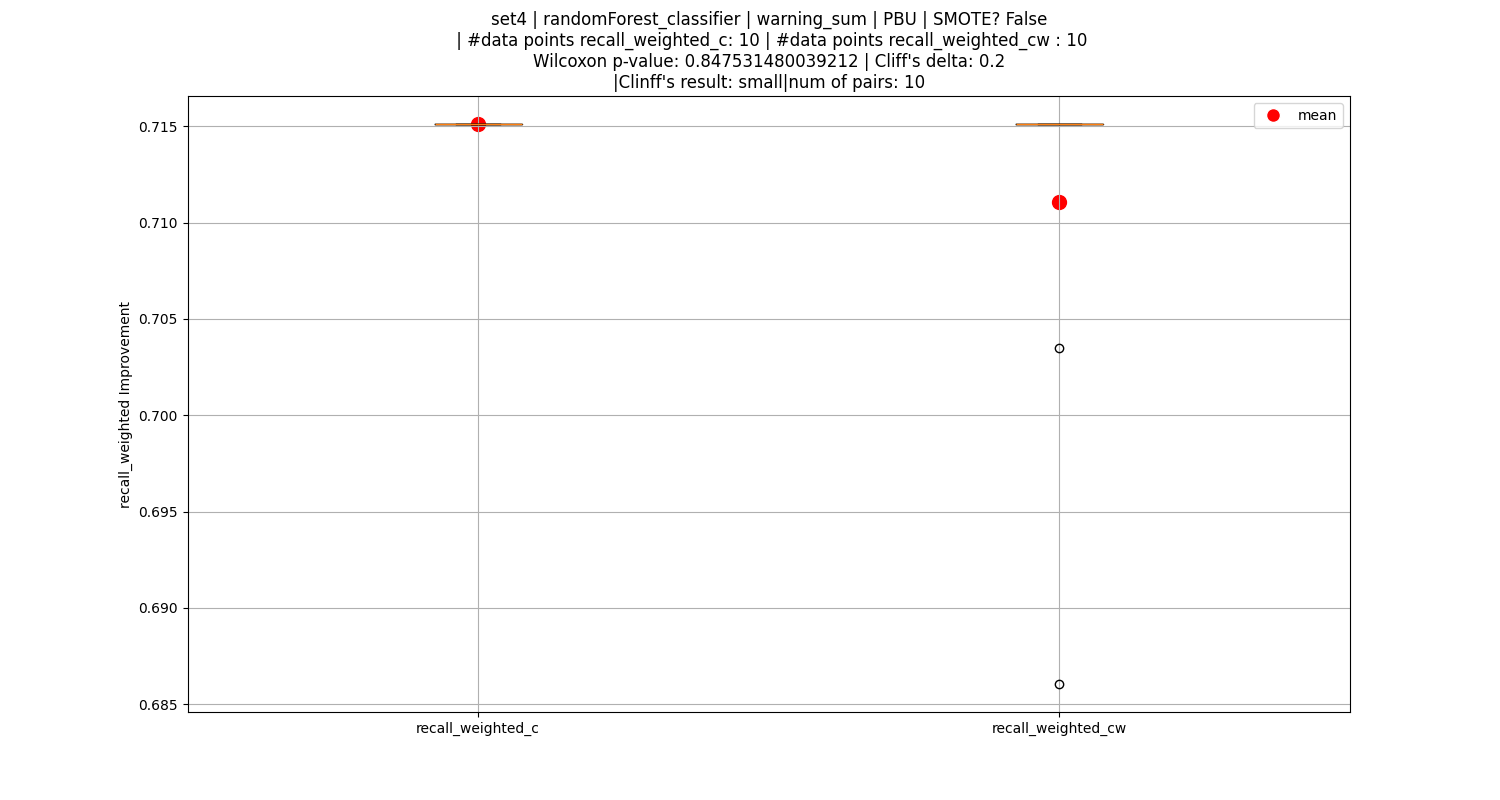 set4 | randomForest_classifier | warning_sum | PBU | SMOTE? False
| #data points recall_weighted_c: 10 | #data points recall_weighted_cw : 10
Wilcoxon p-value: 0.847531480039212 | Cliff's delta: 0.2
|Clinff's result: small|num of pairs: 10
mean
recall_weighted Improvement
0.715
0.710
0.705
0.700
0.695
0.690
0.685
recall_weighted_c
recall_weighted_cw